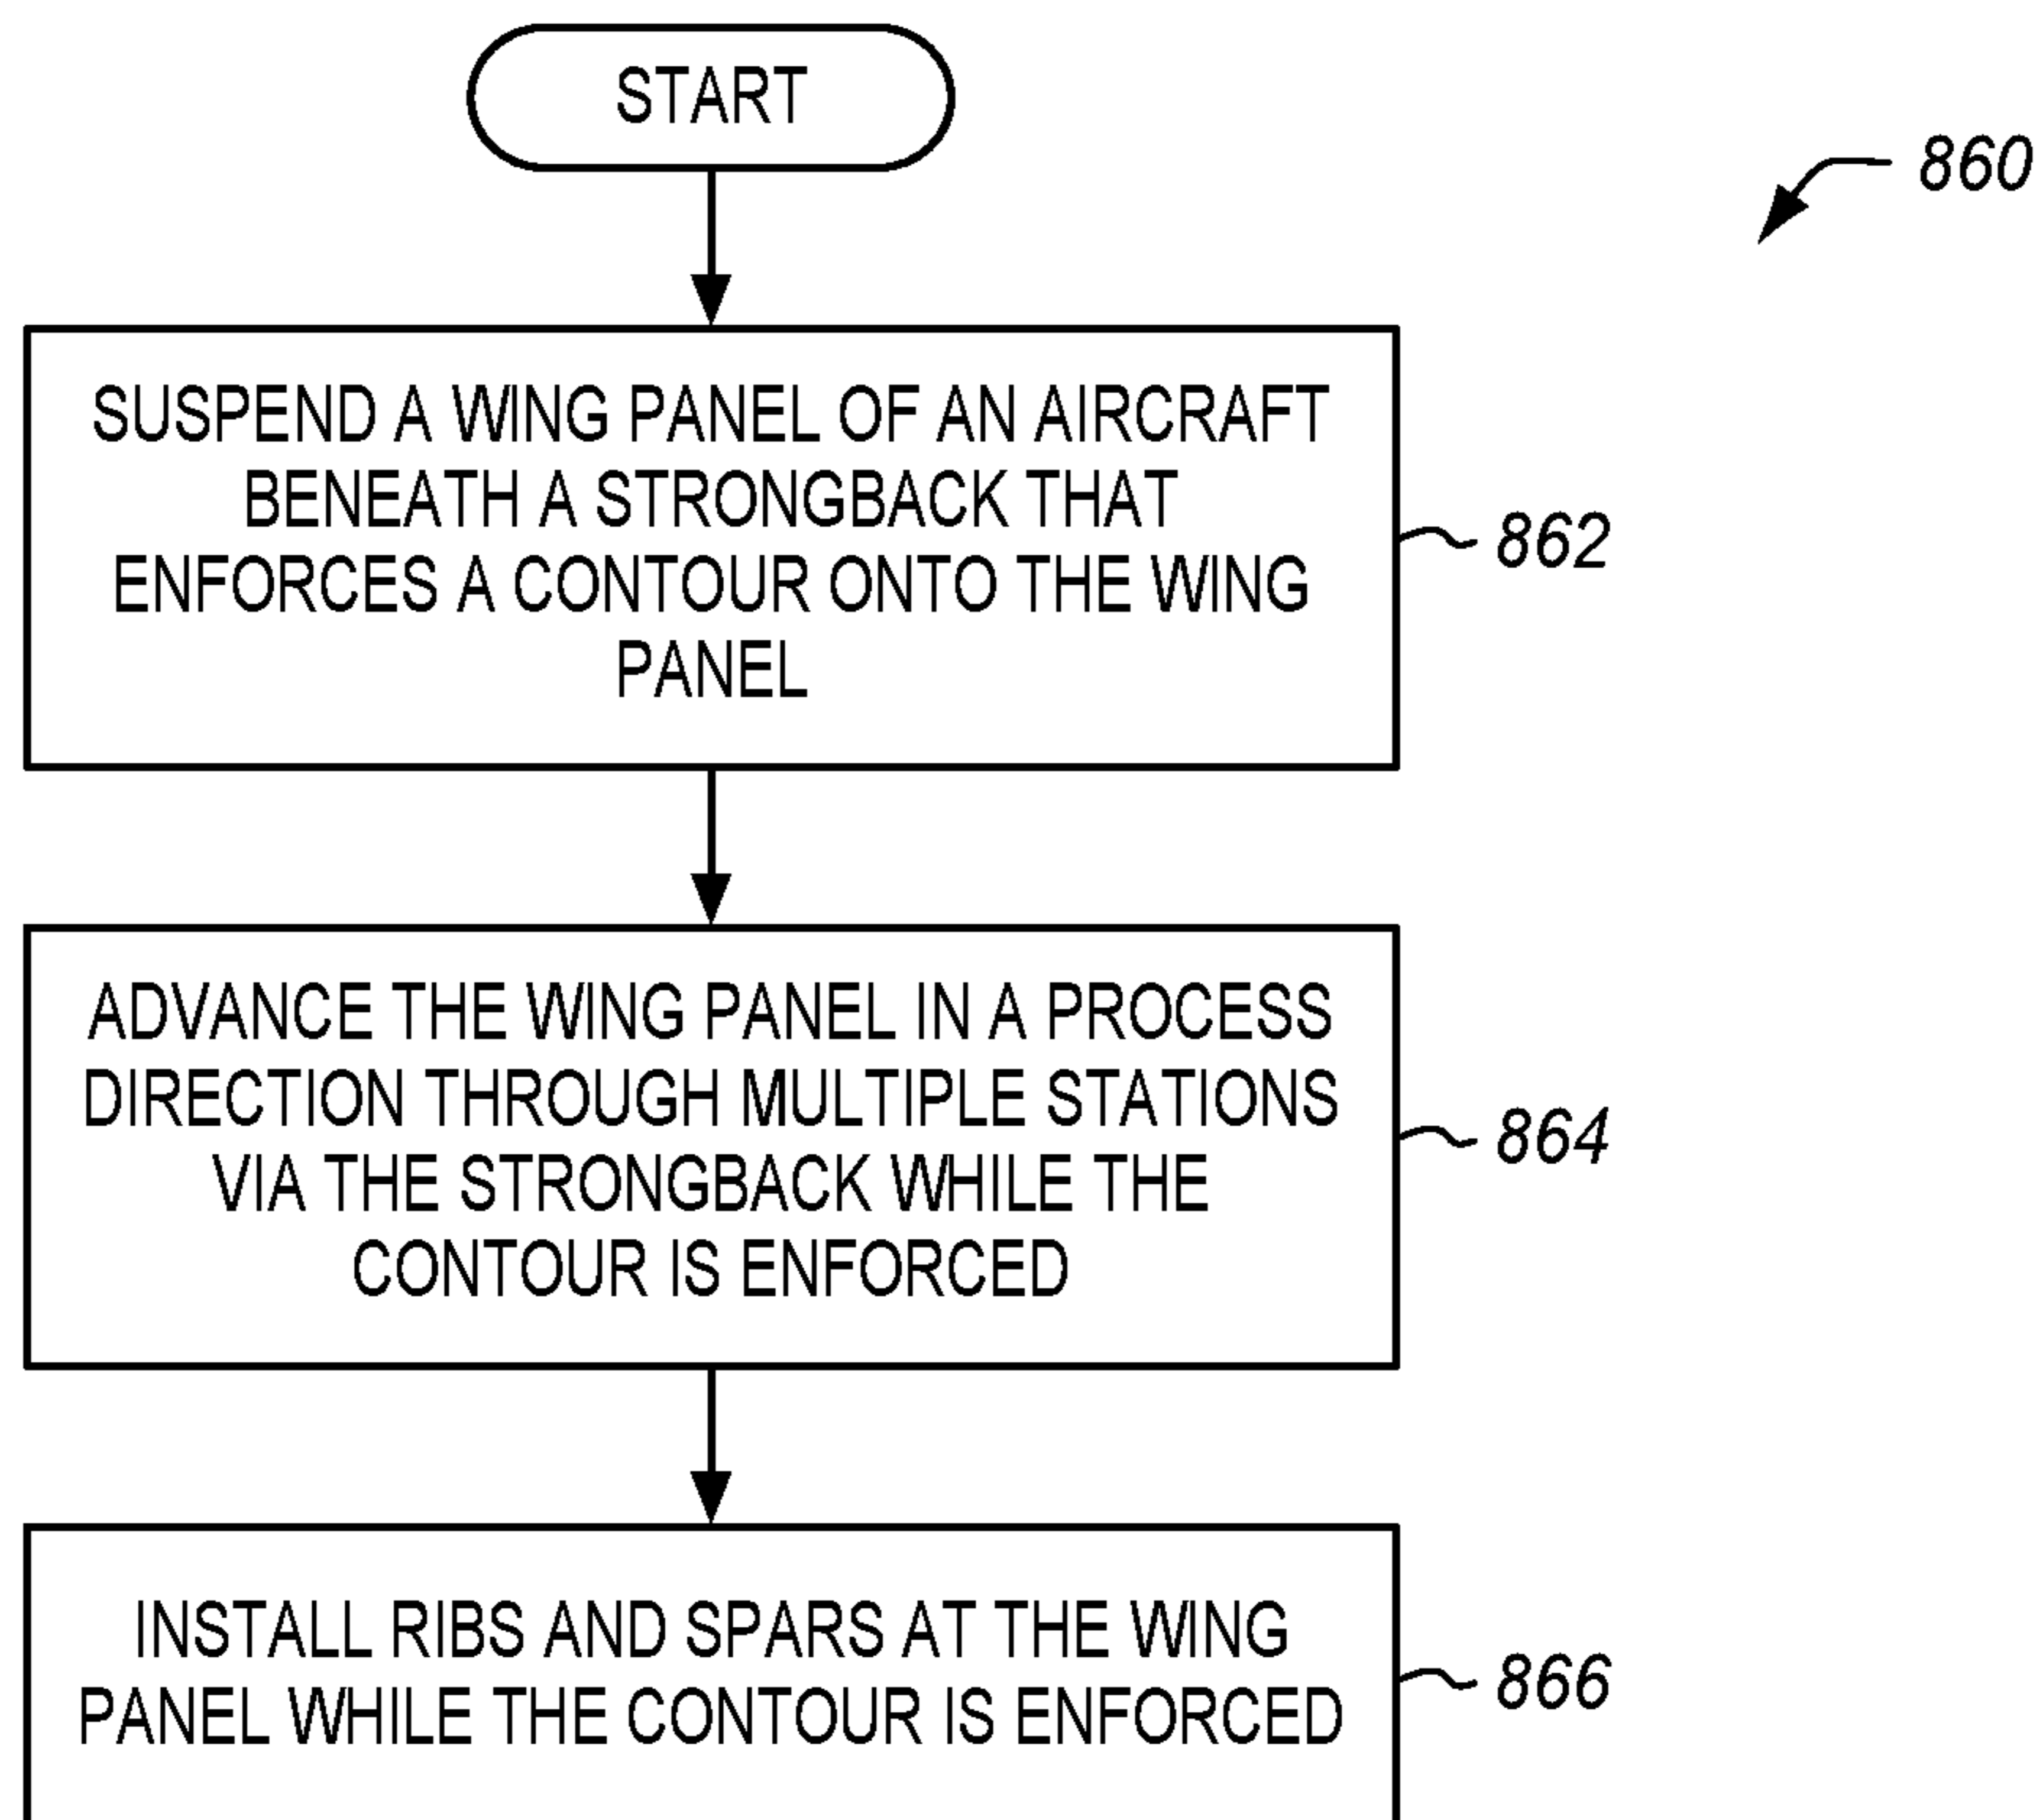 START
860
SUSPEND A WING PANEL OF AN AIRCRAFT
BENEATH A STRONGBACK THAT
ENFORCES A CONTOUR ONTO THE WING
PANEL
862
ADVANCE THE WING PANEL IN A PROCESS
DIRECTION THROUGH MULTIPLE STATIONS
VIA THE STRONGBACK WHILE THE
CONTOUR IS ENFORCED
864
INSTALL RIBS AND SPARS AT THE WING
PANEL WHILE THE CONTOUR IS ENFORCED
866